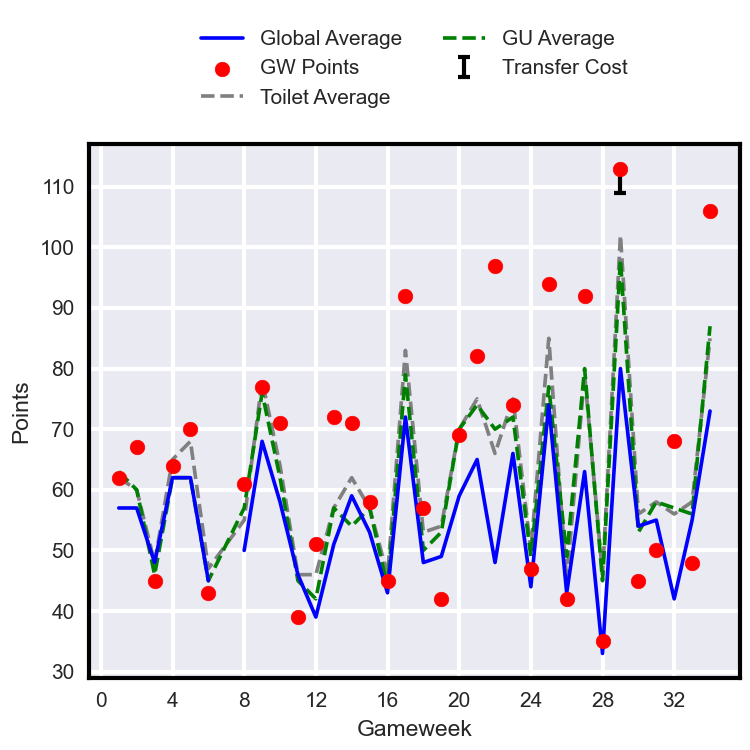 Global Average
GW Points
Toilet Average
GU Average
Transfer Cost
Points
110
100
90
80
70
60
50
40
30
0 4 8 12 16 20 24 28 32
Gameweek